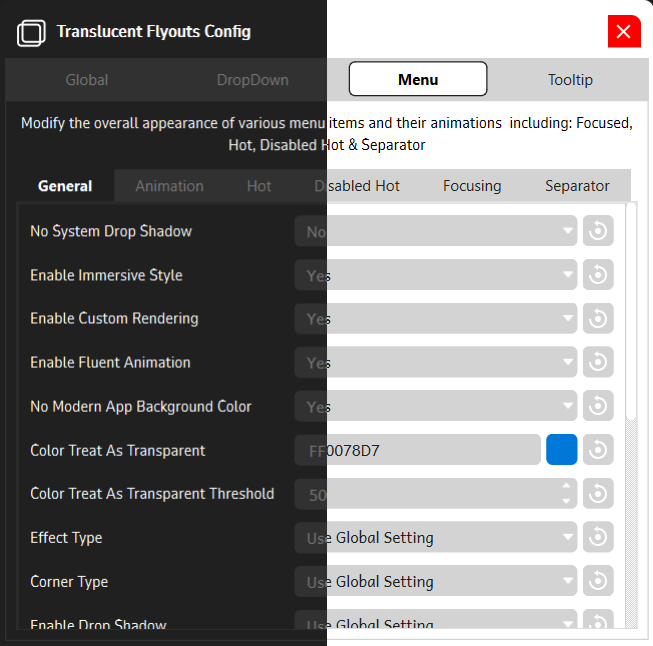 Translucent Flyouts Config
Global DropDown Menu Tooltip
Modify the overall appearance of various menu items and their animations including: Focused,
Hot, Disabled Hot & Separator
General Animation Hot Disabled Hot Focusing Separator
No System Drop Shadow No
Enable Immersive Style Yes
Enable Custom Rendering Yes
Enable Fluent Animation Yes
No Modern App Background Color Yes
Color Treat As Transparent FF0078D7
Color Treat As Transparent Threshold 50
Effect Type Use Global Setting
Corner Type Use Global Setting
Enable Drop Shadow Use Global Setting